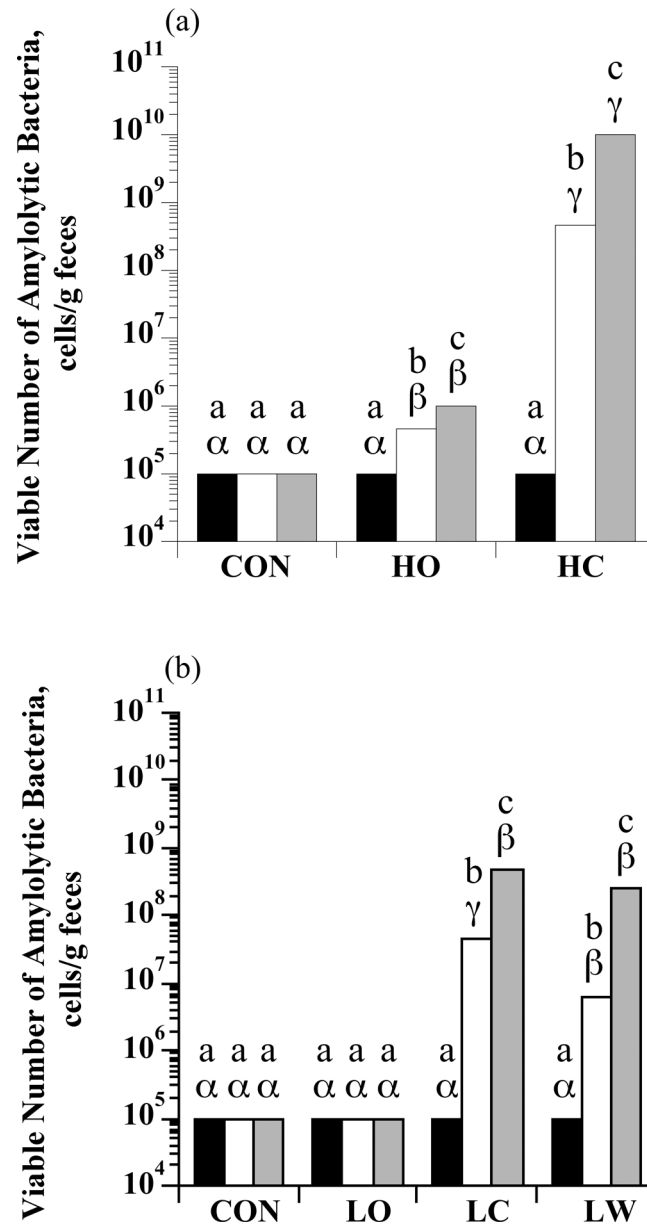 (a)
Viable Number of Amylolytic Bacteria,
cells/g feces
10¹¹
10¹⁰
10⁹
10⁸
10⁷
10⁶
10⁵
10⁴
a a a a b c a b c
α α α α β β α γ γ
CON HO HC
(b)
Viable Number of Amylolytic Bacteria,
cells/g feces
10¹¹
10¹⁰
10⁹
10⁸
10⁷
10⁶
10⁵
10⁴
a a a a a a a b c a b c
α α α α α α α γ β α β β
CON LO LC LW